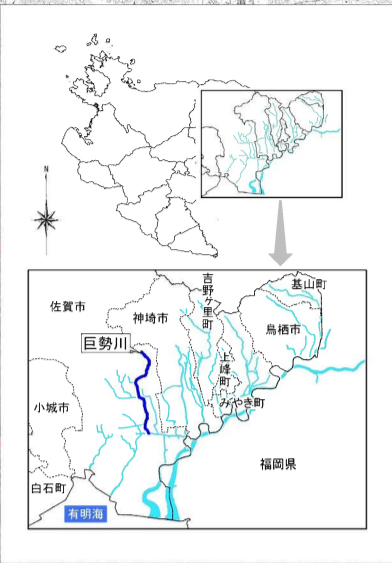 N
佐賀市
神埼市
吉野ヶ里町
基山町
鳥栖市
巨勢川
上峰町
みやき町
小城市
福岡県
白石町
有明海